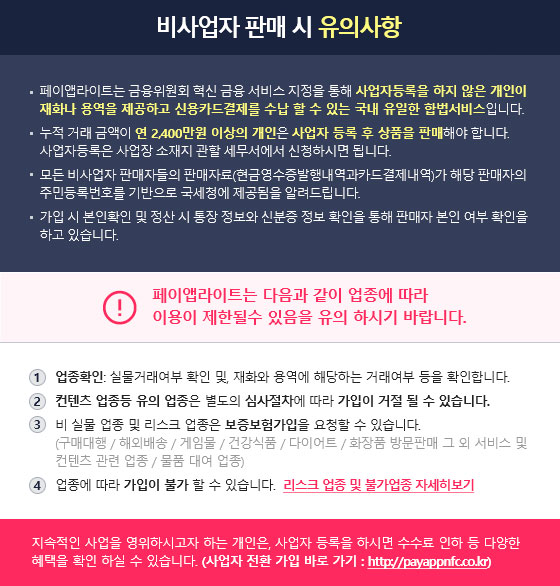 비사업자 판매 시 유의사항
• 페이앱라이트는 금융위원회 혁신 금융 서비스 지정을 통해 사업자등록을 하지 않은 개인이
재화나 용역을 제공하고 신용카드결제를 수납 할 수 있는 국내 유일한 합법서비스입니다.
• 누적 거래 금액이 연 2,400만원 이상의 개인은 사업자 등록 후 상품을 판매해야 합니다.
사업자등록은 사업장 소재지 관할 세무서에서 신청하시면 됩니다.
• 모든 비사업자 판매자들의 판매자료(현금영수증발행내역과카드결제내역)가 해당 판매자의
주민등록번호를 기반으로 국세청에 제공됨을 알려드립니다.
• 가입 시 본인확인 및 정산 시 통장 정보와 신분증 정보 확인을 통해 판매자 본인 여부 확인을
하고 있습니다.
페이앱라이트는 다음과 같이 업종에 따라
이용이 제한될수 있음을 유의 하시기 바랍니다.
1 업종확인: 실물거래여부 확인 및, 재화와 용역에 해당하는 거래여부 등을 확인합니다.
2 컨텐츠 업종등 유의 업종은 별도의 심사절차에 따라 가입이 거절 될 수 있습니다.
3 비 실물 업종 및 리스크 업종은 보증보험가입을 요청할 수 있습니다.
(구매대행 / 해외배송 / 게임물 / 건강식품 / 다이어트 / 화장품 방문판매 그 외 서비스 및
컨텐츠 관련 업종 / 물품 대여 업종)
4 업종에 따라 가입이 불가 할 수 있습니다. 리스크 업종 및 불가업종 자세히보기
지속적인 사업을 영위하시고자 하는 개인은, 사업자 등록을 하시면 수수료 인하 등 다양한
혜택을 확인 하실 수 있습니다. (사업자 전환 가입 바로 가기 : http://payappnfc.co.kr)